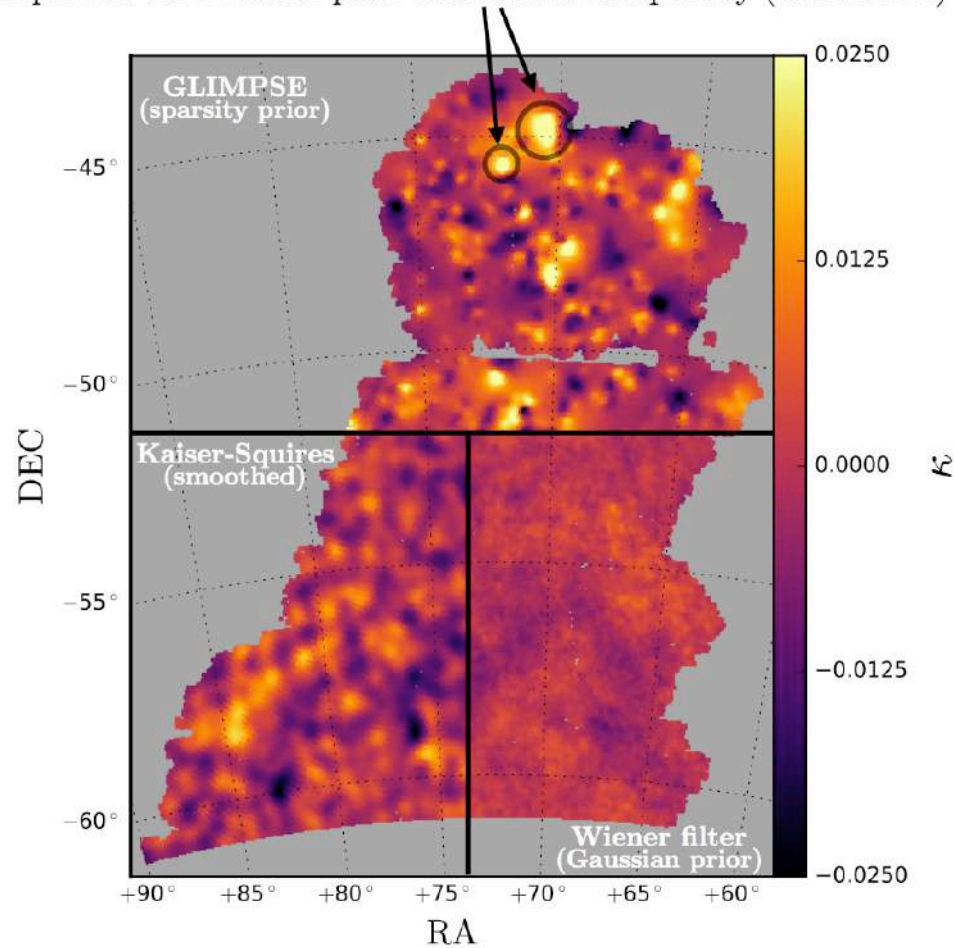 GLIMPSE
(sparsity prior)
0.0250
−45°
0.0125
−50°
Kaiser-Squires
(smoothed)
0.0000
κ
DEC
−55°
−0.0125
−60°
Wiener filter
(Gaussian prior)
−0.0250
+90° +85° +80° +75° +70° +65° +60°
RA